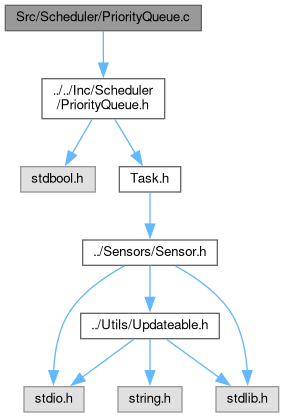 Src/Scheduler/PriorityQueue.c
../../Inc/Scheduler
/PriorityQueue.h
stdbool.h
Task.h
../Sensors/Sensor.h
../Utils/Updateable.h
stdio.h
string.h
stdlib.h